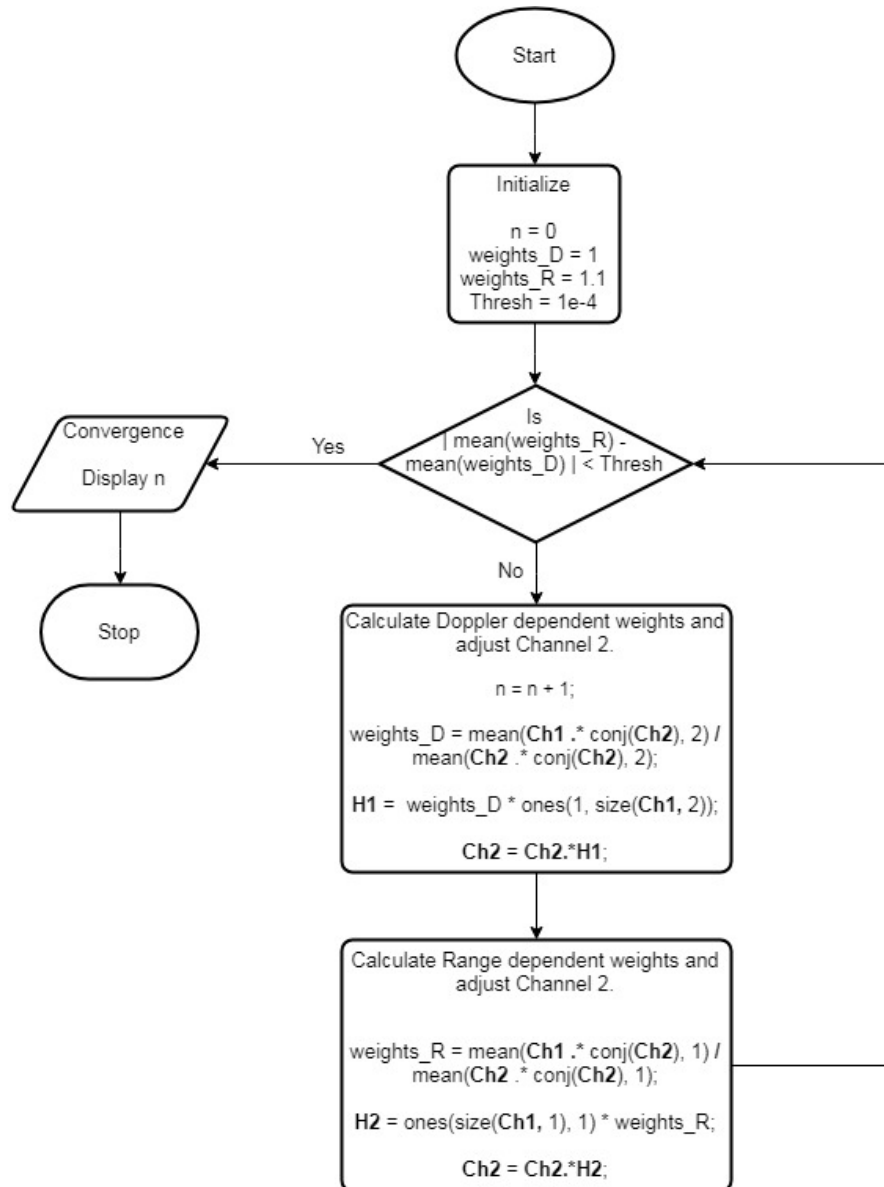 Start
Initialize
n = 0
weights_D = 1
weights_R = 1.1
Thresh = 1e-4
Is
| mean(weights_R) -
mean(weights_D) | < Thresh
Yes
Convergence
Display n
Stop
No
Calculate Doppler dependent weights and
adjust Channel 2.
n = n + 1;
weights_D = mean(Ch1 .* conj(Ch2), 2) /
mean(Ch2 .* conj(Ch2), 2);
H1 = weights_D * ones(1, size(Ch1, 2));
Ch2 = Ch2.*H1;
Calculate Range dependent weights and
adjust Channel 2.
weights_R = mean(Ch1 .* conj(Ch2), 1) /
mean(Ch2 .* conj(Ch2), 1);
H2 = ones(size(Ch1, 1), 1) * weights_R;
Ch2 = Ch2.*H2;